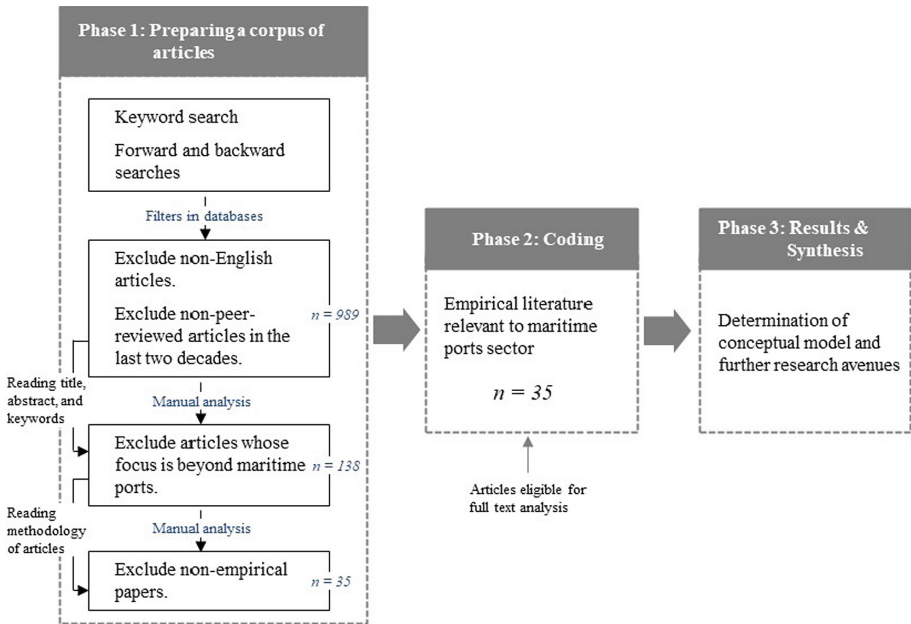 Phase 1: Preparing a corpus of
articles
Keyword search
Forward and backward
searches
Filters in databases
Exclude non-English
articles.
Exclude non-peer-
reviewed articles in the
last two decades.
n = 989
Reading title,
abstract, and
keywords
Manual analysis
Exclude articles whose
focus is beyond maritime
ports.
n = 138
Reading
methodology
of articles
Manual analysis
Exclude non-empirical
papers.
n = 35
Phase 2: Coding
Empirical literature
relevant to maritime
ports sector
n = 35
Articles eligible for
full text analysis
Phase 3: Results &
Synthesis
Determination of
conceptual model and
further research avenues